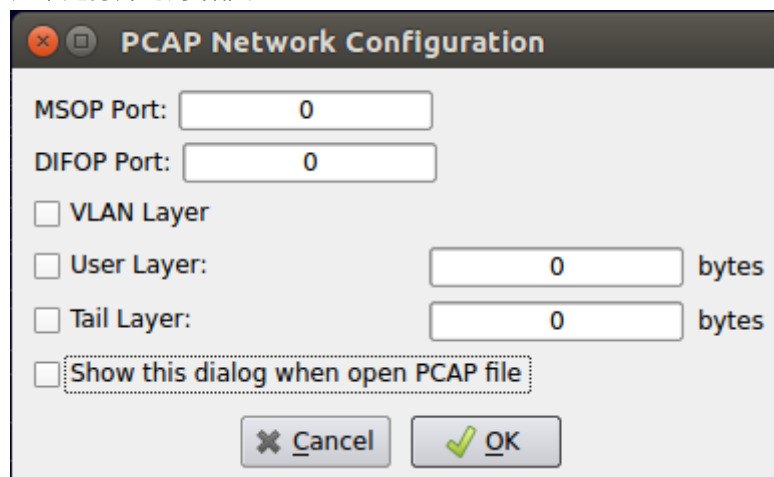 PCAP Network Configuration
MSOP Port: 0
DIFOP Port: 0
VLAN Layer
User Layer: 0 bytes
Tail Layer: 0 bytes
Show this dialog when open PCAP file
Cancel OK